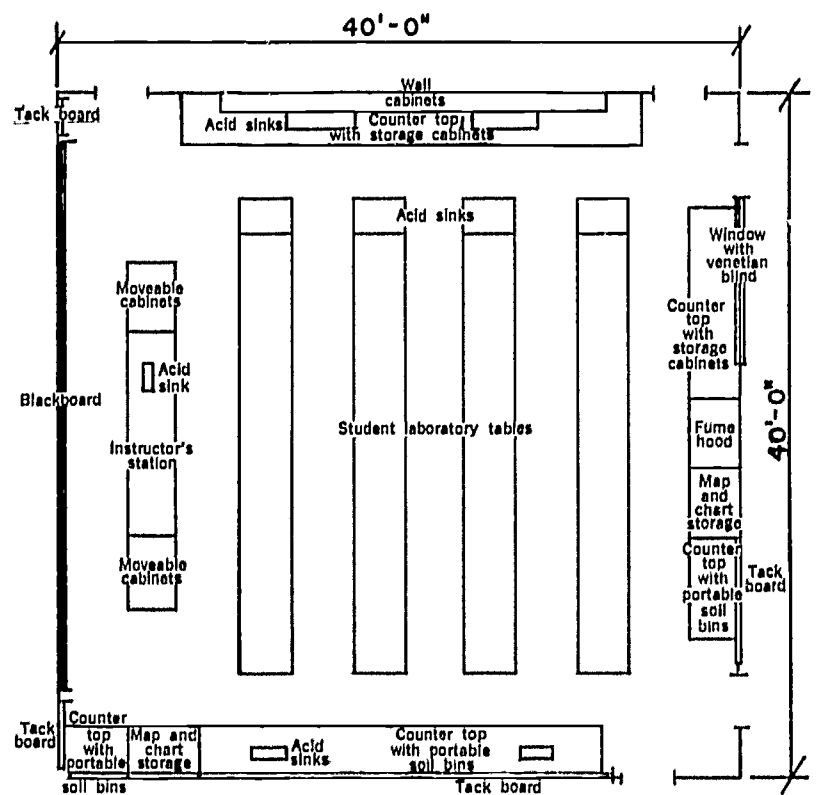 40'-0"
Wall
cabinets
Tack board
Acid sinks
Counter top
with storage cabinets
Acid sinks
Window
with
venetian
blind
Moveable
cabinets
Counter
top
with
storage
cabinets
Acid
sink
Blackboard
40'-0"
Student laboratory tables
Fume
hood
Instructor's
station
Map
and
chart
storage
Moveable
cabinets
Counter
top
with
portable
soil
bins
Tack
board
Tack
board
Counter
top
with
portable
soil bins
Map and
chart
storage
Acid
sinks
Counter top
with portable
soil bins
Tack board